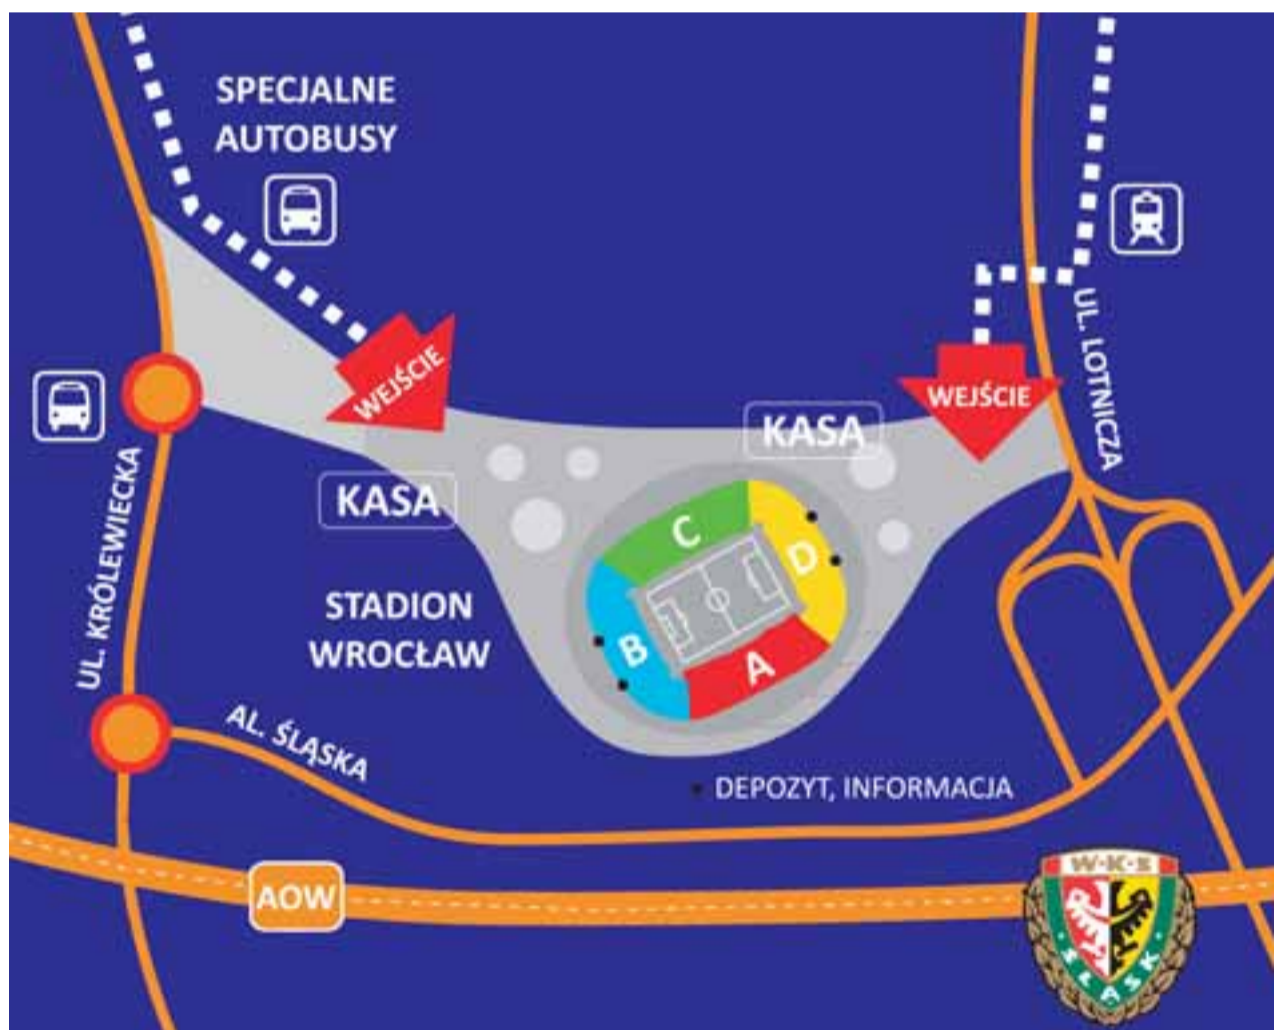 SPECJALNE
AUTOBUSY
WEJŚCIE
WEJŚCIE
UL. LOTNICZA
KASA
KASA
UL. KRÓLEWIECKA
C
D
B
A
STADION
WROCŁAW
AL. ŚLĄSKA
DEPOZYT, INFORMACJA
AOW
W·K·S
ŚLĄSK